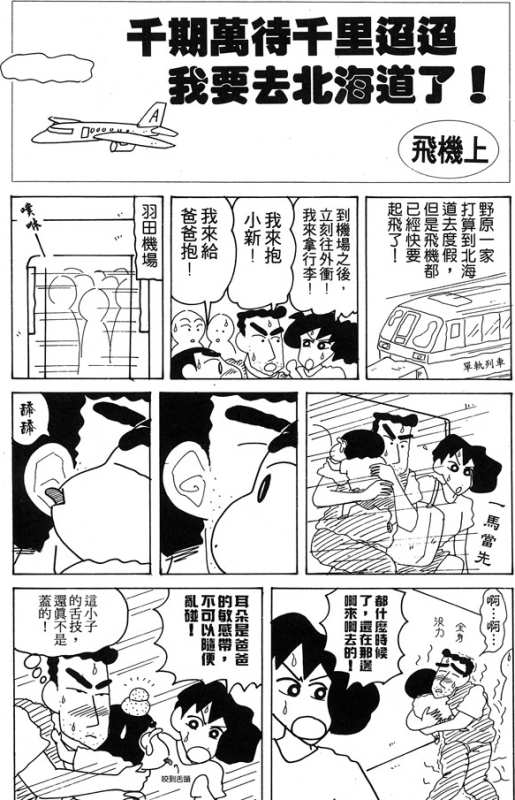 千期萬待千里迢迢
我要去北海道了！
A
飛機上
野原一家
打算到北海
道去度假，
但是飛機都
已經快要
起飛了！
單軌列車
到機場之後，
立刻往外衝！
我來拿行李！
我來抱
小新！
我來給
爸爸抱！
羽田機場
噗咻
一馬當先
舔舔
啊…啊…
全身
沒力
都什麼時候
了，還在那邊
啊來啊去的！
耳朵是爸爸
的敏感帶，
不可以隨便
亂碰！
咬到舌頭
這小子
的舌技，
還真不是
蓋的！